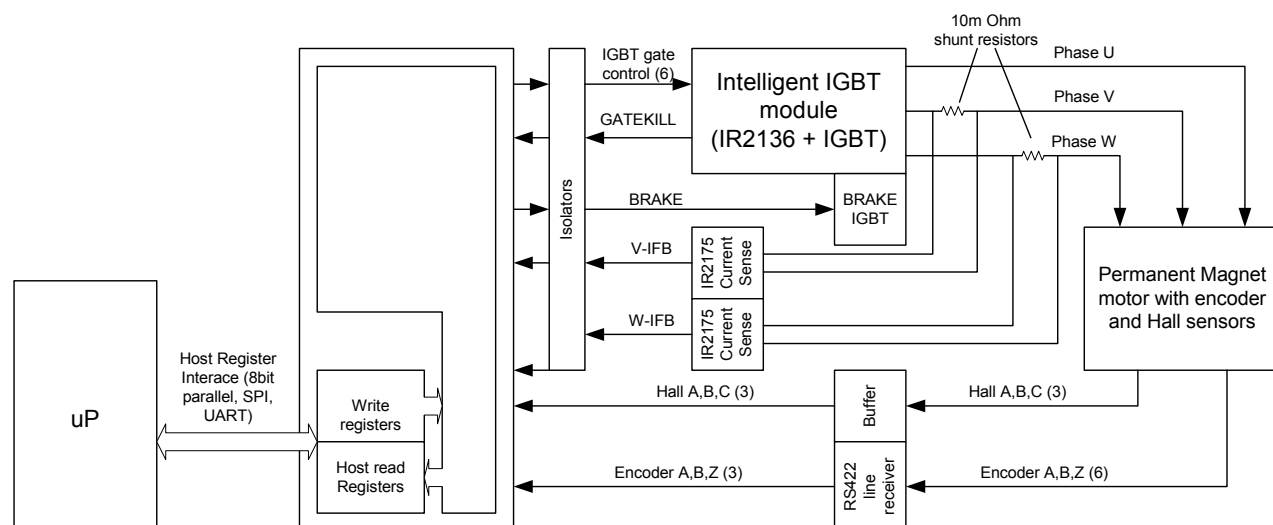 10m Ohm
shunt resistors
IGBT gate
control (6)
Intelligent IGBT
module
(IR2136 + IGBT)
Phase U
Phase V
Phase W
GATEKILL
Isolators
BRAKE
BRAKE
IGBT
V-IFB
IR2175
Current
Sense
W-IFB
IR2175
Current
Sense
Permanent Magnet
motor with encoder
and Hall sensors
uP
Host Register
Interace (8bit
parallel, SPI,
UART)
Write
registers
Host read
Registers
Hall A,B,C (3)
Buffer
Hall A,B,C (3)
Encoder A,B,Z (3)
RS422
line
receiver
Encoder A,B,Z (6)